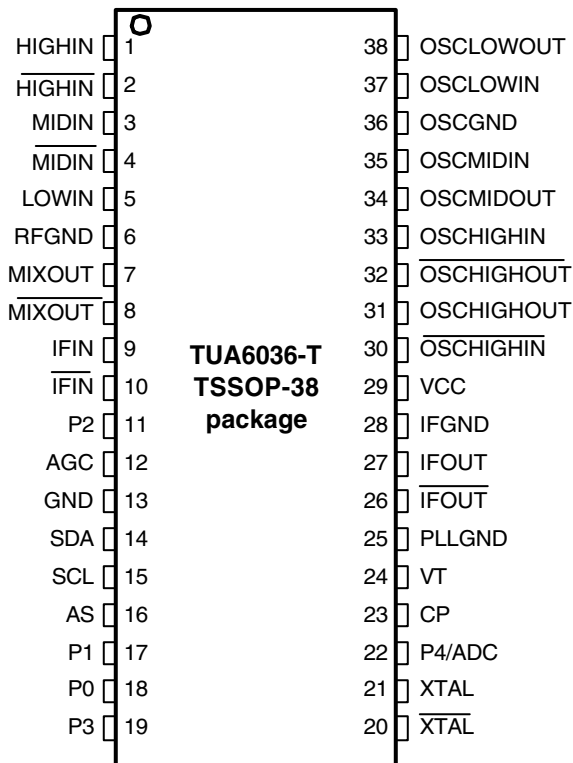 HIGHIN 1 38 OSCLOWOUT
HIGHIN 2 37 OSCLOWIN
MIDIN 3 36 OSCGND
MIDIN 4 35 OSCMIDIN
LOWIN 5 34 OSCMIDOUT
RFGND 6 33 OSCHIGHIN
MIXOUT 7 32 OSCHIGHOUT
MIXOUT 8 31 OSCHIGHOUT
IFIN 9 30 OSCHIGHIN
TUA6036-T
IFIN 10 29 VCC
TSSOP-38
P2 11 28 IFGND
package
AGC 12 27 IFOUT
GND 13 26 IFOUT
SDA 14 25 PLLGND
SCL 15 24 VT
AS 16 23 CP
P1 17 22 P4/ADC
P0 18 21 XTAL
P3 19 20 XTAL